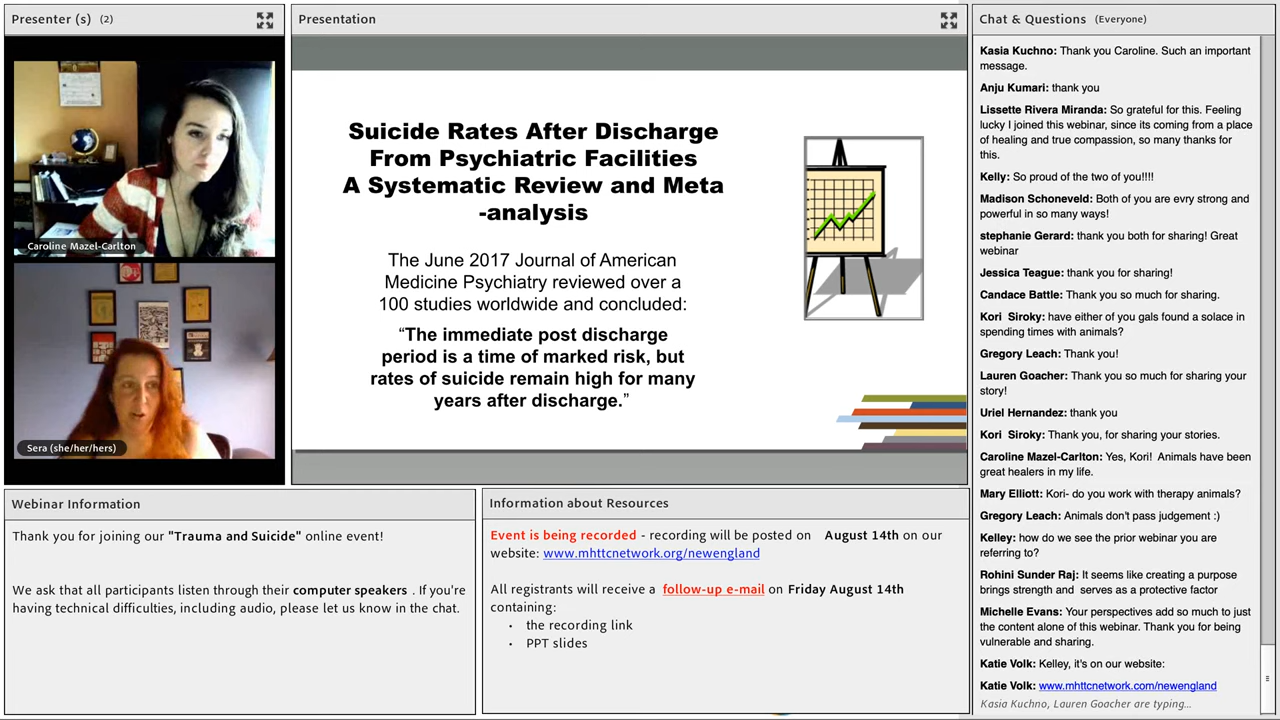 Presenter (s) (2)
Caroline Mazel-Carlton
Sera (she/her/hers)
Presentation
Suicide Rates After Discharge
From Psychiatric Facilities
A Systematic Review and Meta
-analysis
The June 2017 Journal of American
Medicine Psychiatry reviewed over a
100 studies worldwide and concluded:
“The immediate post discharge
period is a time of marked risk, but
rates of suicide remain high for many
years after discharge.”
Webinar Information
Thank you for joining our "Trauma and Suicide" online event!
We ask that all participants listen through their computer speakers . If you're
having technical difficulties, including audio, please let us know in the chat.
Information about Resources
Event is being recorded - recording will be posted on August 14th on our
website: www.mhttcnetwork.org/newengland
All registrants will receive a follow-up e-mail on Friday August 14th
containing:
• the recording link
• PPT slides
Chat & Questions (Everyone)
Kasia Kuchno: Thank you Caroline. Such an important
message.
Anju Kumari: thank you
Lissette Rivera Miranda: So grateful for this. Feeling
lucky I joined this webinar, since its coming from a place
of healing and true compassion, so many thanks for
this.
Kelly: So proud of the two of you!!!!
Madison Schoneveld: Both of you are evry strong and
powerful in so many ways!
stephanie Gerard: thank you both for sharing! Great
webinar
Jessica Teague: thank you for sharing!
Candace Battle: Thank you so much for sharing.
Kori Siroky: have either of you gals found a solace in
spending times with animals?
Gregory Leach: Thank you!
Lauren Goacher: Thank you so much for sharing your
story!
Uriel Hernandez: thank you
Kori Siroky: Thank you, for sharing your stories.
Caroline Mazel-Carlton: Yes, Kori! Animals have been
great healers in my life.
Mary Elliott: Kori- do you work with therapy animals?
Gregory Leach: Animals don't pass judgement :)
Kelley: how do we see the prior webinar you are
referring to?
Rohini Sunder Raj: It seems like creating a purpose
brings strength and serves as a protective factor
Michelle Evans: Your perspectives add so much to just
the content alone of this webinar. Thank you for being
vulnerable and sharing.
Katie Volk: Kelley, it's on our website:
Katie Volk: www.mhttcnetwork.com/newengland
Kasia Kuchno, Lauren Goacher are typing...